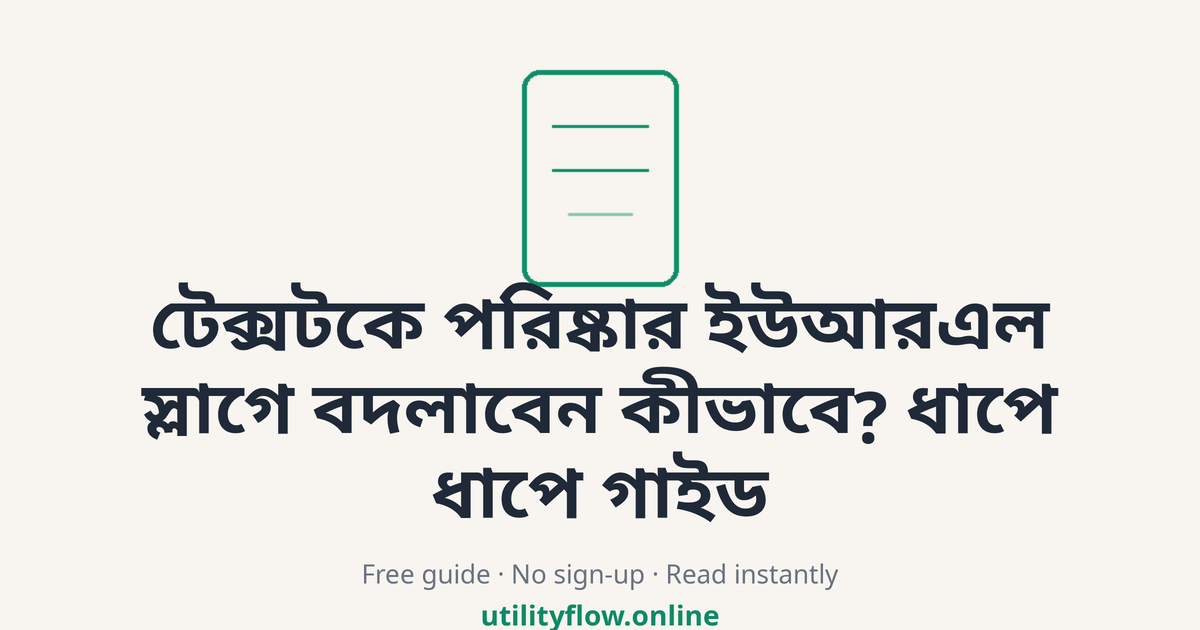 টেক্সটকে পরিষ্কার ইউআরএল
স্লাগে বদলাবেন কীভাবে? ধাপে
ধাপে গাইড
Free guide · No sign-up · Read instantly
utilityflow.online